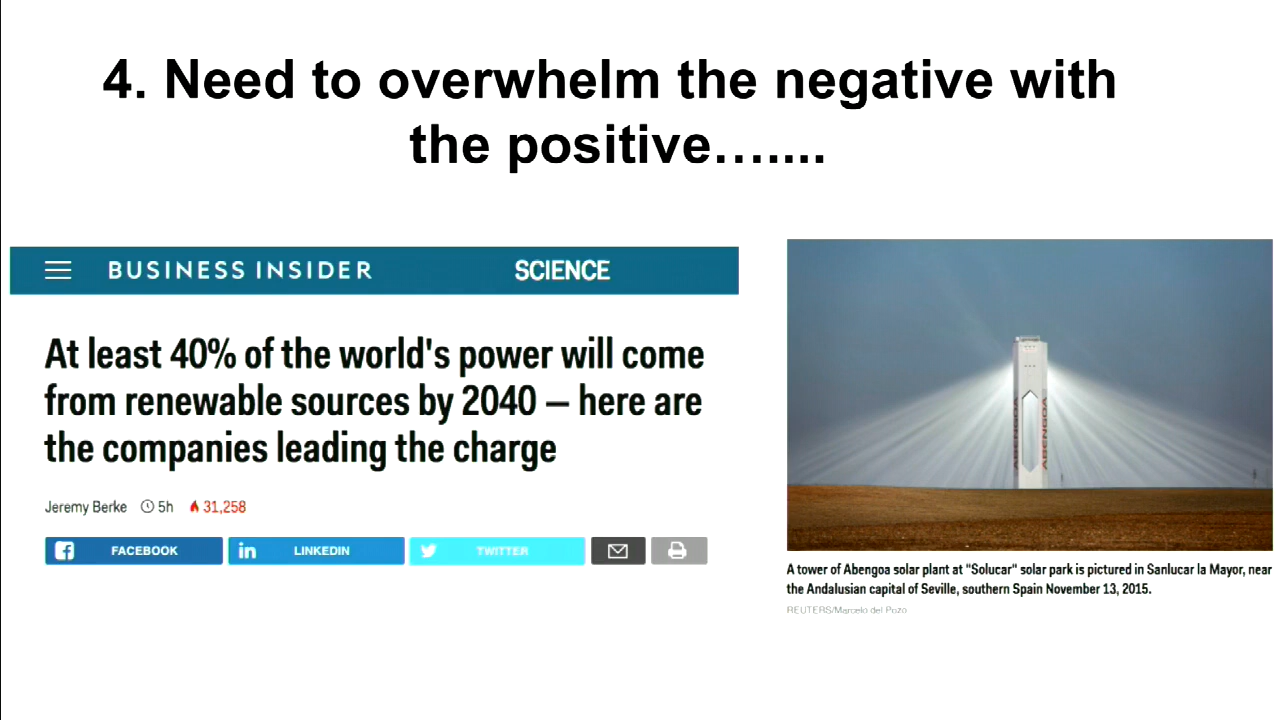 4. Need to overwhelm the negative with
the positive…....
BUSINESS INSIDER
SCIENCE
At least 40% of the world's power will come
from renewable sources by 2040 – here are
the companies leading the charge
Jeremy Berke 5h 31,258
FACEBOOK
LINKEDIN
TWITTER
ABENGOA
ABENGOA
A tower of Abengoa solar plant at "Solucar" solar park is pictured in Sanlucar la Mayor, near
the Andalusian capital of Seville, southern Spain November 13, 2015.
REUTERS/Marcelo del Pozo